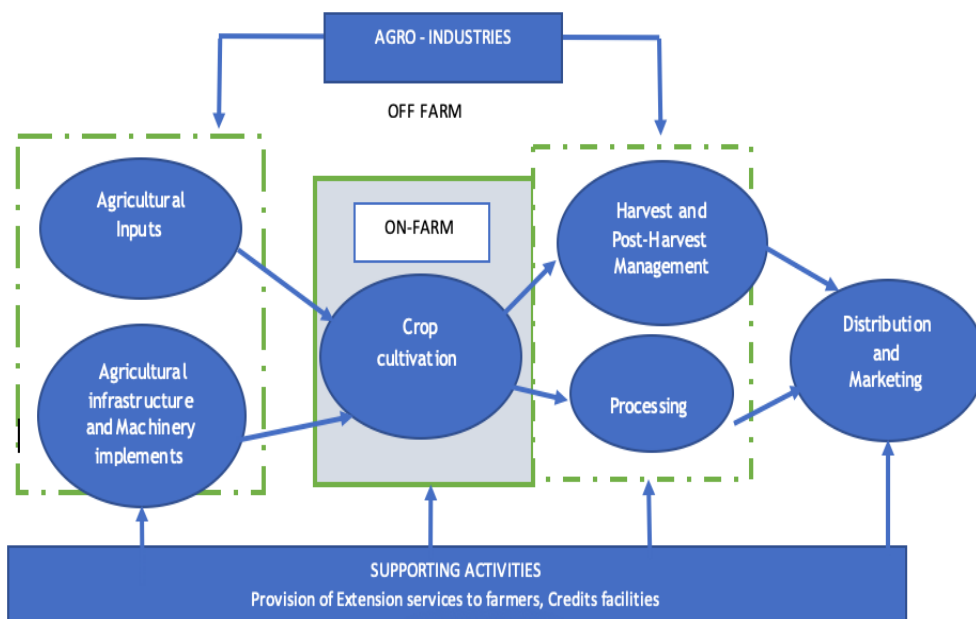 AGRO - INDUSTRIES
OFF FARM
Agricultural
Inputs
ON-FARM
Harvest and
Post-Harvest
Management
Crop
cultivation
Distribution
and
Marketing
Agricultural
infrastructure
and Machinery
implements
Processing
SUPPORTING ACTIVITIES
Provision of Extension services to farmers, Credits facilities